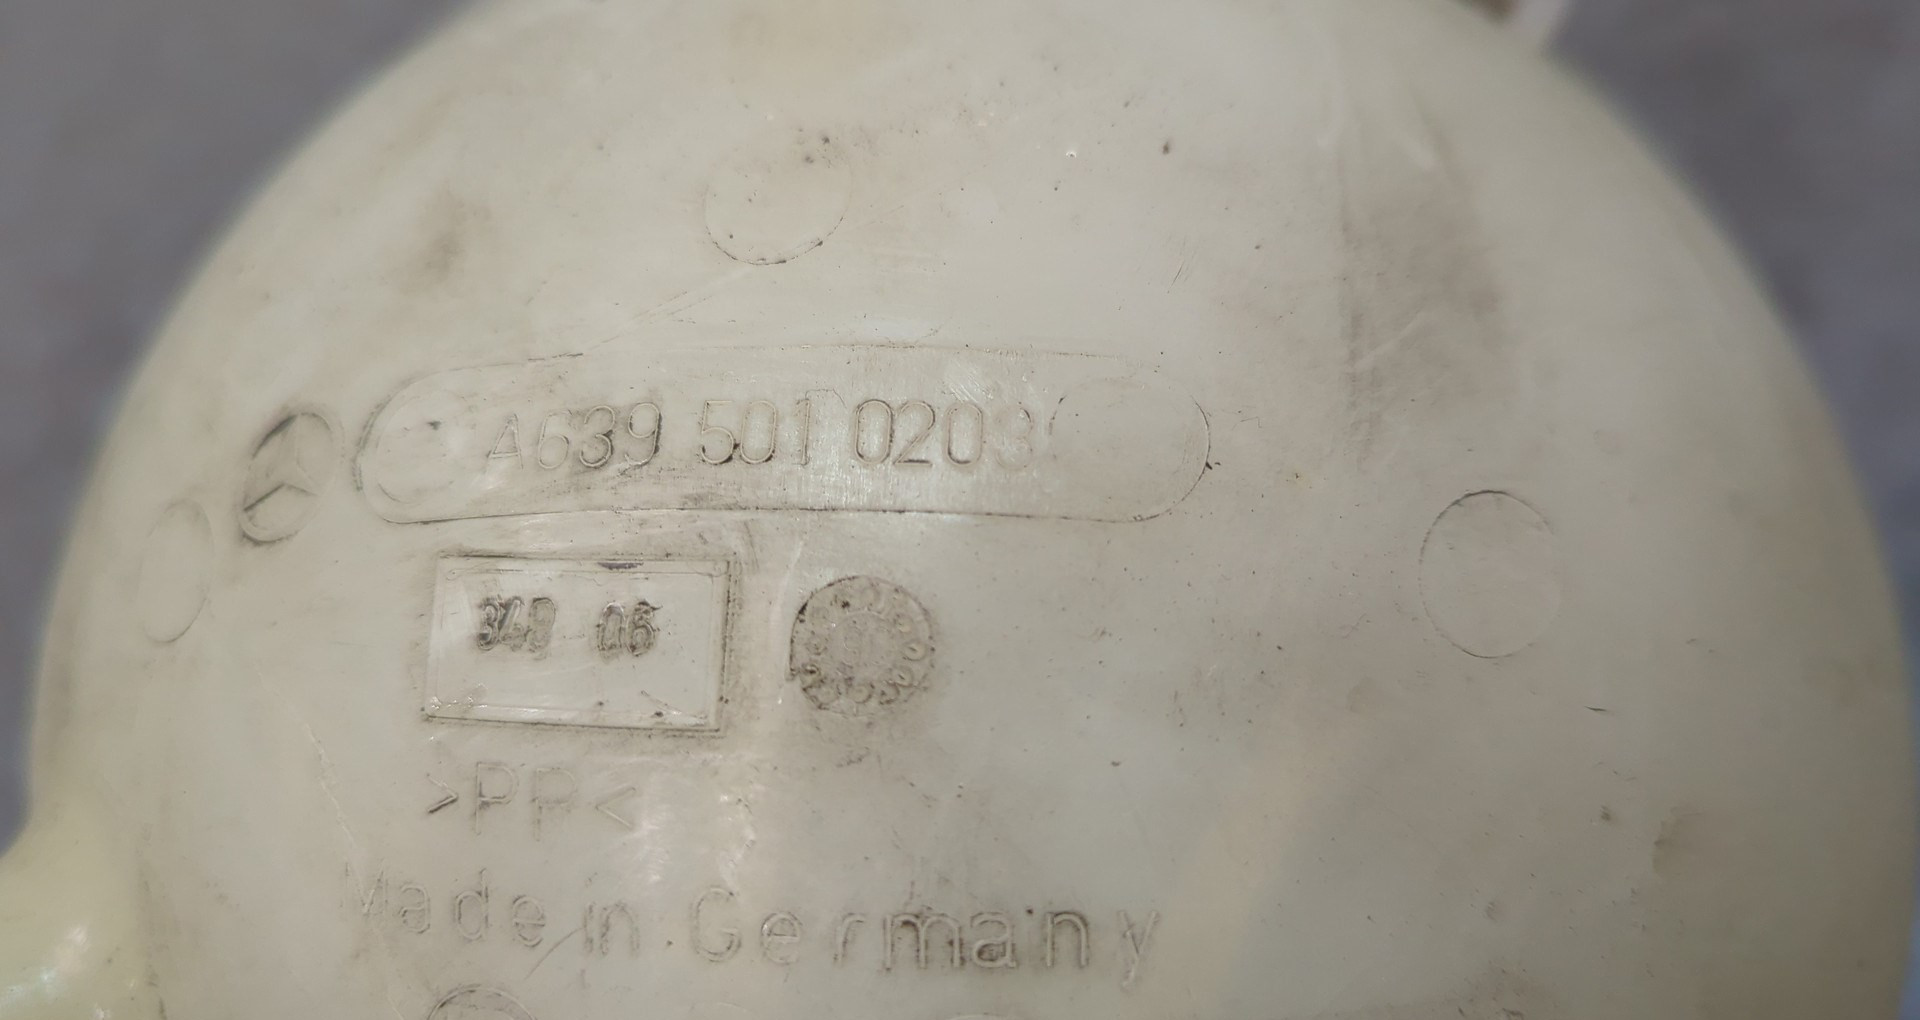 A639 501 0203
349 06
>PP<
Made in Germany